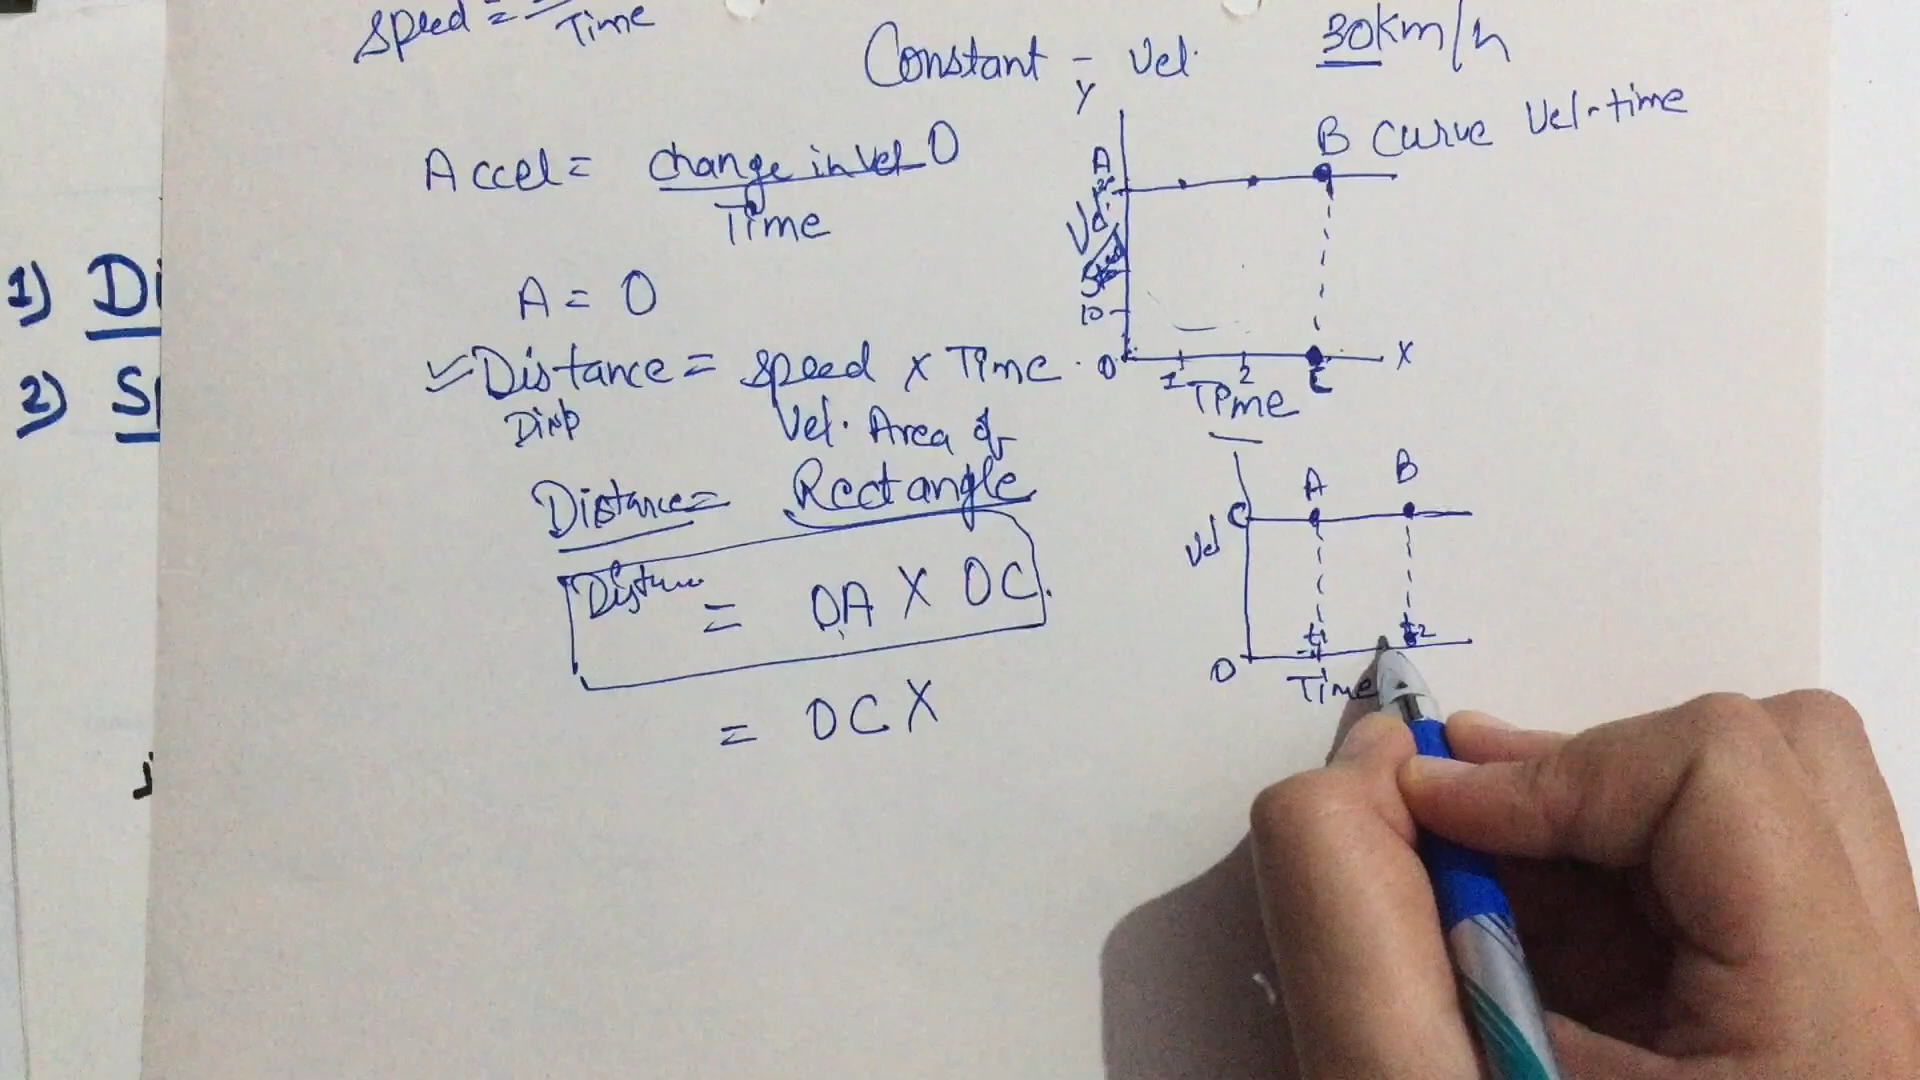 Speed = Time
Constant - Vel.
30km/h
Accel = Change in Vel 0
Time
A = 0
Distance = Speed x Time
Disp Vel. Area of
Distance = Rectangle
= OA X OC
= OC X
1) Di
2) Sp
Y
B Curve Vel-time
A
Vel.
10
0 1 2 X
Time
A B
C
Vel
t1 t2
0
Time